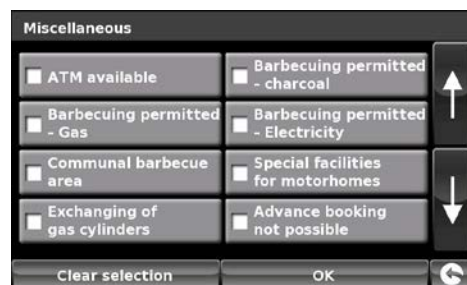 Miscellaneous
ATM available
Barbecuing permitted
- charcoal
Barbecuing permitted
- Gas
Barbecuing permitted
- Electricity
Communal barbecue
area
Special facilities
for motorhomes
Exchanging of
gas cylinders
Advance booking
not possible
Clear selection
OK